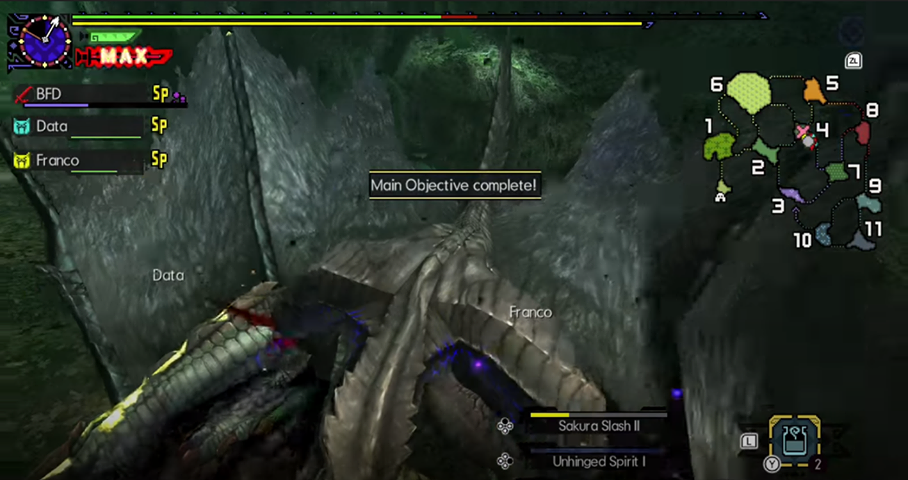 MAX
BFD Sp
Data Sp
Franco Sp
ZL
6
5
8
1
4
2
7
3
9
10
11
Main Objective complete!
Data
Franco
Sakura Slash II
Unhinged Spirit I
L
Y
2